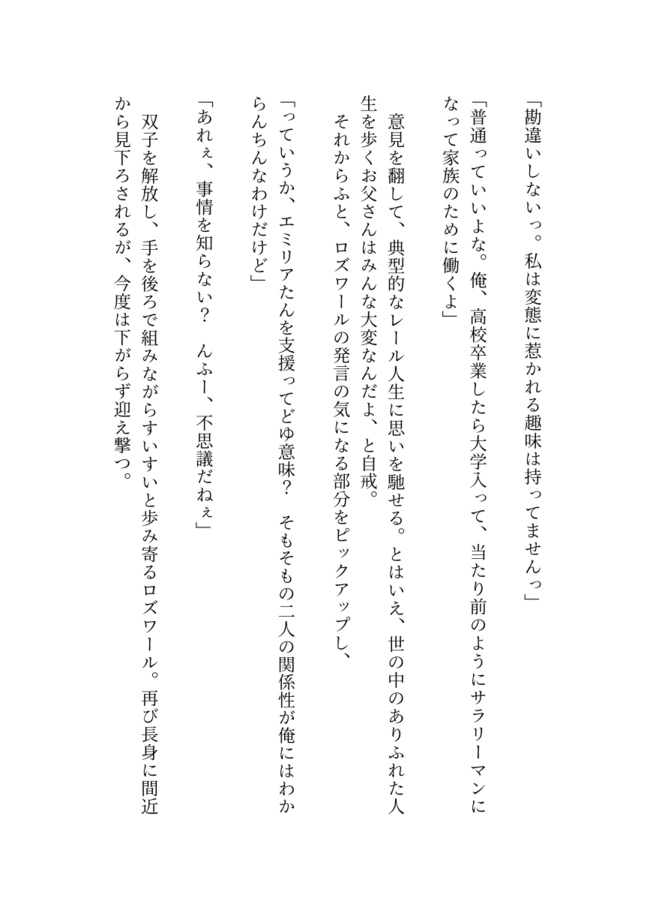 「勘違いしないっ。私は変態に惹かれる趣味は持ってませんっ」
「普通っていいよな。俺、高校卒業したら大学入って、当たり前のようにサラリーマンに
なって家族のために働くよ」
　意見を翻して、典型的なレール人生に思いを馳せる。とはいえ、世の中のありふれた人
生を歩くお父さんはみんな大変なんだよ、と自戒。
　それからふと、ロズワールの発言の気になる部分をピックアップし、
「っていうか、エミリアたんを支援ってどゆ意味？　そもそもの二人の関係性が俺にはわか
らんちんなわけだけど」
「あれぇ、事情を知らない？　んふー、不思議だねぇ」
　双子を解放し、手を後ろで組みながらすいすいと歩み寄るロズワール。再び長身に間近
から見下ろされるが、今度は下がらず迎え撃つ。